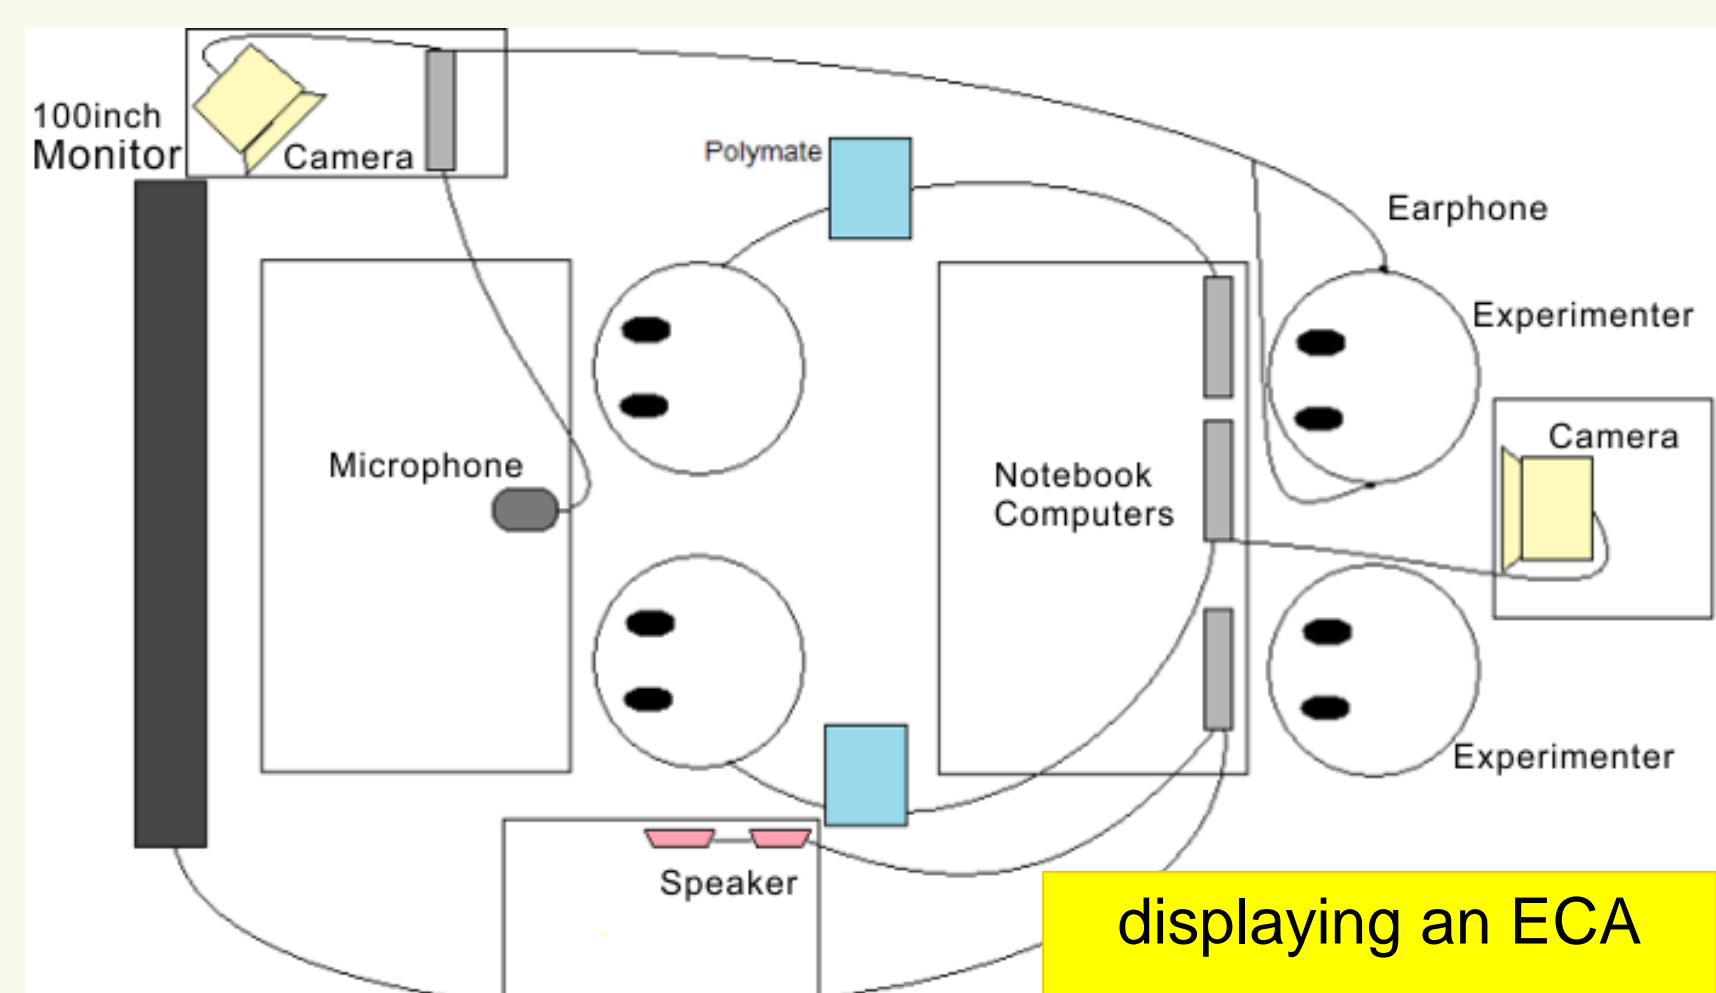 100inch
Monitor
Camera
Polymate
Earphone
Experimenter
Camera
Microphone
Notebook
Computers
Experimenter
Speaker
displaying an ECA